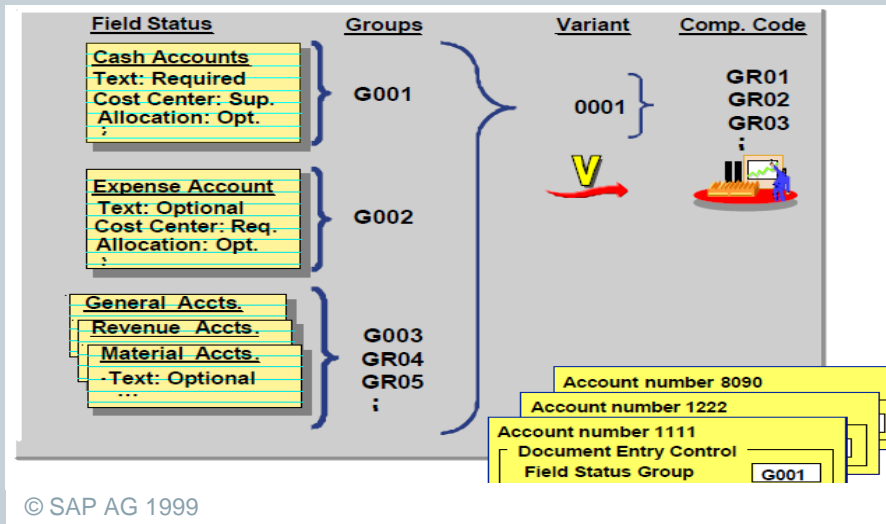 Field Status
Groups
Variant
Comp. Code
Cash Accounts
Text: Required
Cost Center: Sup.
Allocation: Opt.
:
G001
Expense Account
Text: Optional
Cost Center: Req.
Allocation: Opt.
:
G002
General Accts.
Revenue Accts.
Material Accts.
-Text: Optional
...
G003
GR04
GR05
:
0001
V
GR01
GR02
GR03
:
Account number 8090
Account number 1222
Account number 1111
Document Entry Control
Field Status Group
G001
© SAP AG 1999